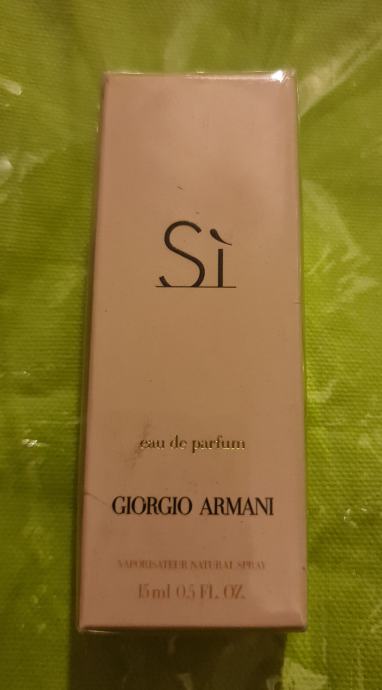 Sì
eau de parfum
GIORGIO ARMANI
VAPORISATEUR NATURAL SPRAY
15 ml 0.5 FL. OZ.